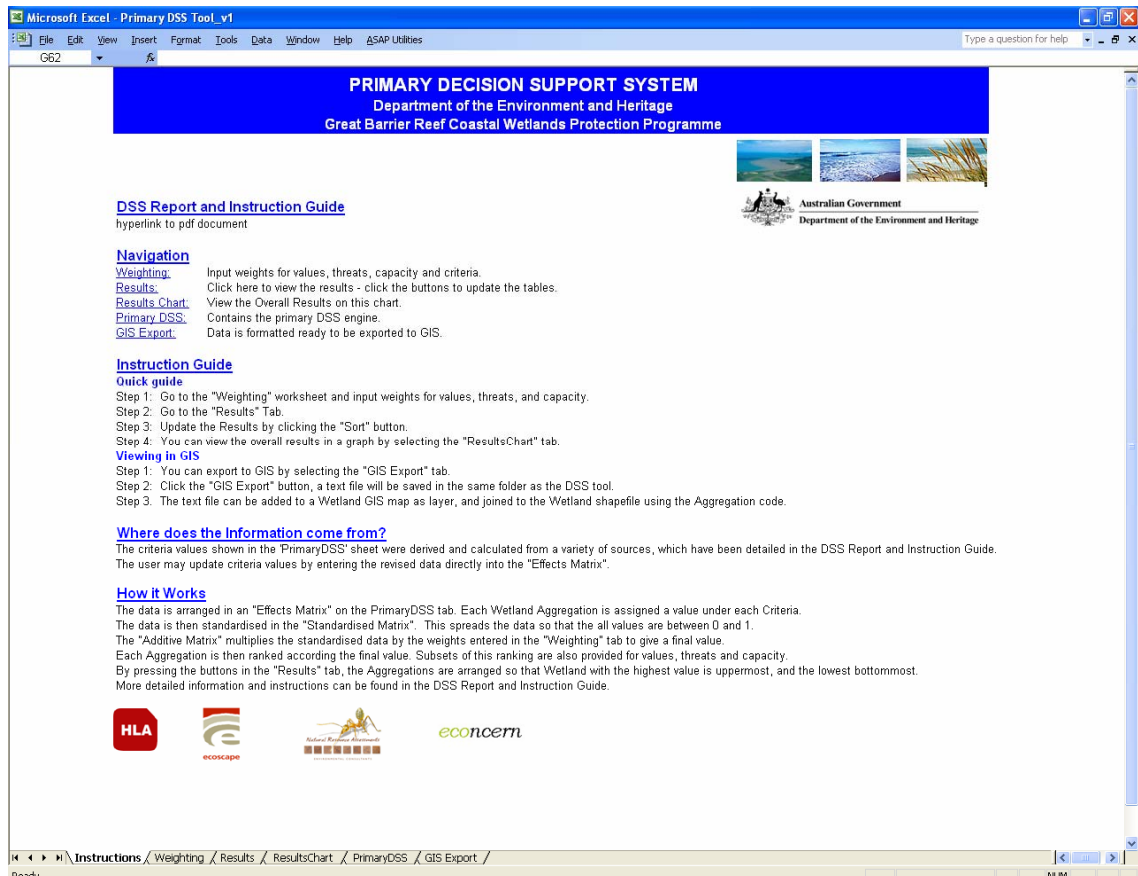 Microsoft Excel - Primary DSS Tool_v1
File Edit View Insert Format Tools Data Window Help ASAP Utilities
Type a question for help
G62
fx
PRIMARY DECISION SUPPORT SYSTEM
Department of the Environment and Heritage
Great Barrier Reef Coastal Wetlands Protection Programme
Australian Government
Department of the Environment and Heritage
DSS Report and Instruction Guide
hyperlink to pdf document
Navigation
Weighting: Input weights for values, threats, capacity and criteria.
Results: Click here to view the results - click the buttons to update the tables.
Results Chart: View the Overall Results on this chart.
Primary DSS: Contains the primary DSS engine.
GIS Export: Data is formatted ready to be exported to GIS.
Instruction Guide
Quick guide
Step 1: Go to the "Weighting" worksheet and input weights for values, threats, and capacity.
Step 2: Go to the "Results" Tab.
Step 3: Update the Results by clicking the "Sort" button.
Step 4: You can view the overall results in a graph by selecting the "ResultsChart" tab.
Viewing in GIS
Step 1: You can export to GIS by selecting the "GIS Export" tab.
Step 2: Click the "GIS Export" button, a text file will be saved in the same folder as the DSS tool.
Step 3. The text file can be added to a Wetland GIS map as layer, and joined to the Wetland shapefile using the Aggregation code.
Where does the Information come from?
The criteria values shown in the 'PrimaryDSS' sheet were derived and calculated from a variety of sources, which have been detailed in the DSS Report and Instruction Guide.
The user may update criteria values by entering the revised data directly into the "Effects Matrix".
How it Works
The data is arranged in an "Effects Matrix" on the PrimaryDSS tab. Each Wetland Aggregation is assigned a value under each Criteria.
The data is then standardised in the "Standardised Matrix". This spreads the data so that the all values are between 0 and 1.
The "Additive Matrix" multiplies the standardised data by the weights entered in the "Weighting" tab to give a final value.
Each Aggregation is then ranked according the final value. Subsets of this ranking are also provided for values, threats and capacity.
By pressing the buttons in the "Results" tab, the Aggregations are arranged so that Wetland with the highest value is uppermost, and the lowest bottommost.
More detailed information and instructions can be found in the DSS Report and Instruction Guide.
HLA
ecoscape
Natural Resource Assessments
ENVIRONMENTAL CONSULTANTS
econcern
Instructions / Weighting / Results / ResultsChart / PrimaryDSS / GIS Export /
Ready
NUM